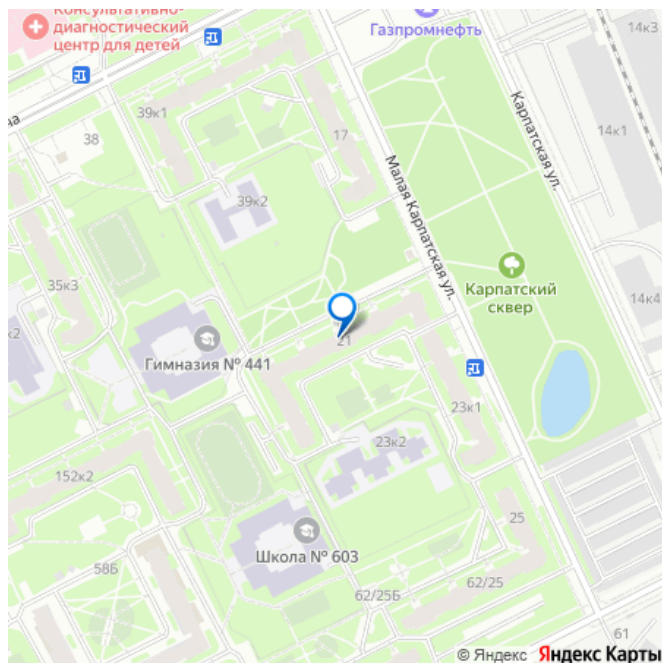 Консультативно-
диагностический
центр для детей
Газпромнефть
14к3
на
39к1
38
17
14к1
Карпатская ул.
39к2
Малая Карпатская ул.
35к3
Карпатский
сквер
14к4
к2
Гимназия № 441
21
23к1
23к2
152к2
25
Школа № 603
58Б
62/25Б
62/25
61
© Яндекс Яндекс Карты